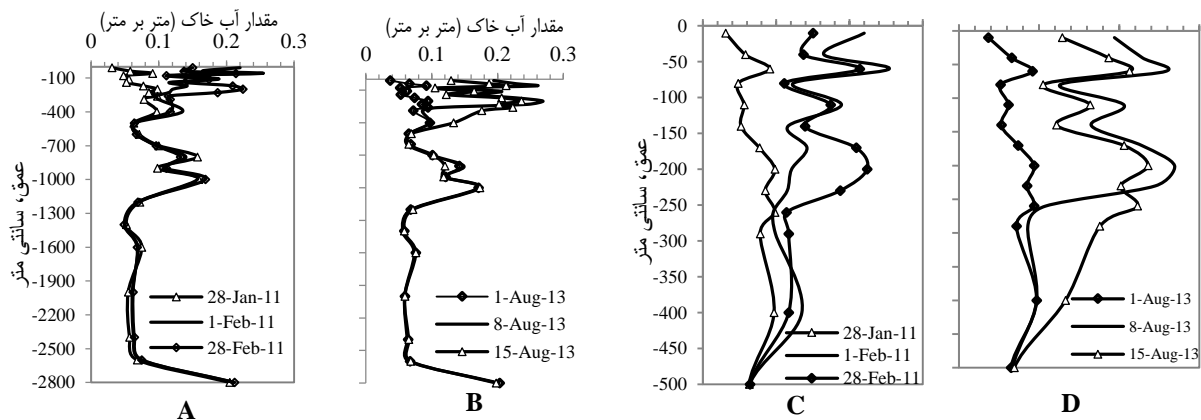 مقدار آب خاک (متر بر متر)
0 0.1 0.2 0.3
-100
-400
-700
-1000
-1300
-1600
-1900
-2200
-2500
-2800
عمق، سانتی متر
28-Jan-11
1-Feb-11
28-Feb-11
A
مقدار آب خاک (متر بر متر)
0 0.1 0.2 0.3
1-Aug-13
8-Aug-13
15-Aug-13
B
0
-50
-100
-150
-200
-250
-300
-350
-400
-450
-500
28-Jan-11
1-Feb-11
28-Feb-11
C
1-Aug-13
8-Aug-13
15-Aug-13
D